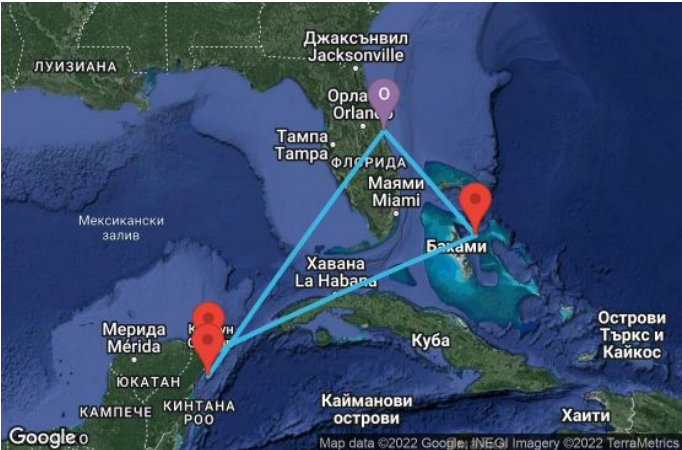 Джаксънвил
Jacksonville
ЛУИЗИАНА
O
Orlando
Тампа
Tampa
ФЛОРИДА
Маями
Miami
Мексикански
залив
Бахами
Хавана
La Habana
Мерида
Mérida
Куба
Острови
Търкс и
Кайкос
ЮКАТАН
КАМПЕЧЕ
КИНТАНА
РОО
Кайманови
острови
Хаити
Google
Map data ©2022 Google, INEGI Imagery ©2022 TerraMetrics